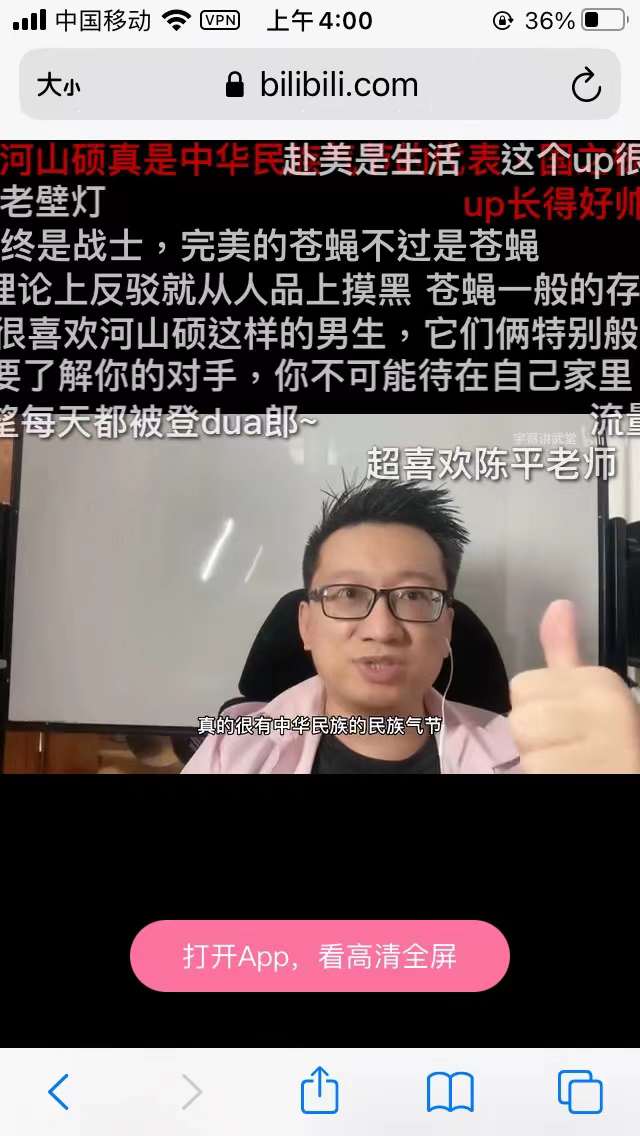 中国移动 VPN 上午4:00 36%
大小 bilibili.com
河山硕真是中华民 赴美是生活 这个up很
老壁灯 up长得好帅
终是战士，完美的苍蝇不过是苍蝇
理论上反驳就从人品上摸黑 苍蝇一般的存
很喜欢河山硕这样的男生，它们俩特别般
要了解你的对手，你不可能待在自己家里
望每天都被登dua郎~ 流量
超喜欢陈平老师
真的很有中华民族的民族气节
打开App，看高清全屏